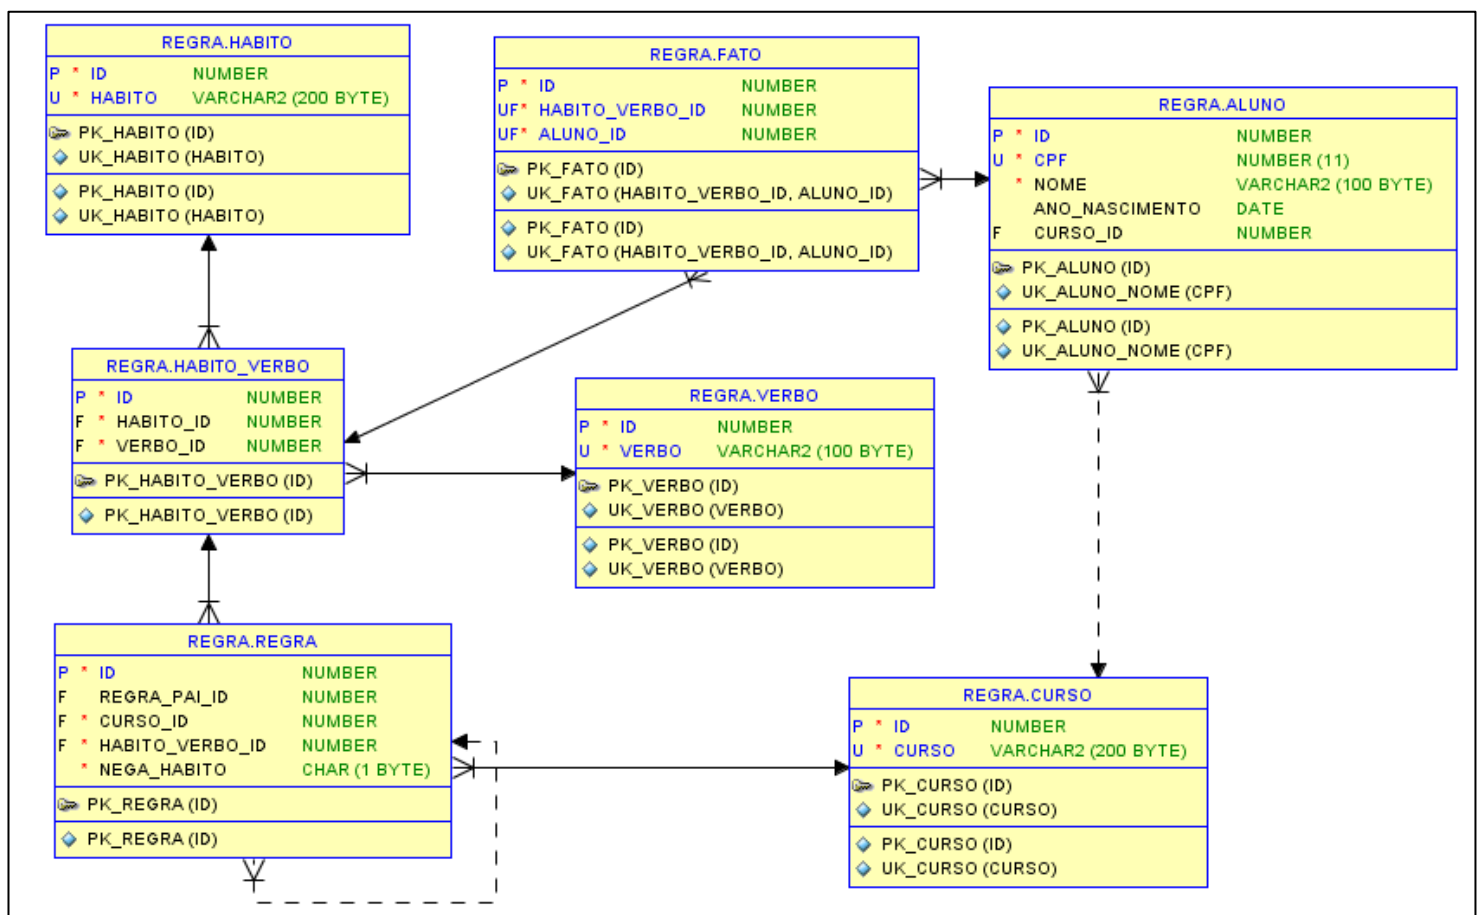 REGRA.HABITO
P * ID NUMBER
U * HABITO VARCHAR2 (200 BYTE)
PK_HABITO (ID)
UK_HABITO (HABITO)
PK_HABITO (ID)
UK_HABITO (HABITO)
REGRA.FATO
P * ID NUMBER
UF* HABITO_VERBO_ID NUMBER
UF* ALUNO_ID NUMBER
PK_FATO (ID)
UK_FATO (HABITO_VERBO_ID, ALUNO_ID)
PK_FATO (ID)
UK_FATO (HABITO_VERBO_ID, ALUNO_ID)
REGRA.ALUNO
P * ID NUMBER
U * CPF NUMBER (11)
* NOME VARCHAR2 (100 BYTE)
ANO_NASCIMENTO DATE
F CURSO_ID NUMBER
PK_ALUNO (ID)
UK_ALUNO_NOME (CPF)
PK_ALUNO (ID)
UK_ALUNO_NOME (CPF)
REGRA.HABITO_VERBO
P * ID NUMBER
F * HABITO_ID NUMBER
F * VERBO_ID NUMBER
PK_HABITO_VERBO (ID)
PK_HABITO_VERBO (ID)
REGRA.VERBO
P * ID NUMBER
U * VERBO VARCHAR2 (100 BYTE)
PK_VERBO (ID)
UK_VERBO (VERBO)
PK_VERBO (ID)
UK_VERBO (VERBO)
REGRA.REGRA
P * ID NUMBER
F REGRA_PAI_ID NUMBER
F * CURSO_ID NUMBER
F * HABITO_VERBO_ID NUMBER
* NEGA_HABITO CHAR (1 BYTE)
PK_REGRA (ID)
PK_REGRA (ID)
REGRA.CURSO
P * ID NUMBER
U * CURSO VARCHAR2 (200 BYTE)
PK_CURSO (ID)
UK_CURSO (CURSO)
PK_CURSO (ID)
UK_CURSO (CURSO)